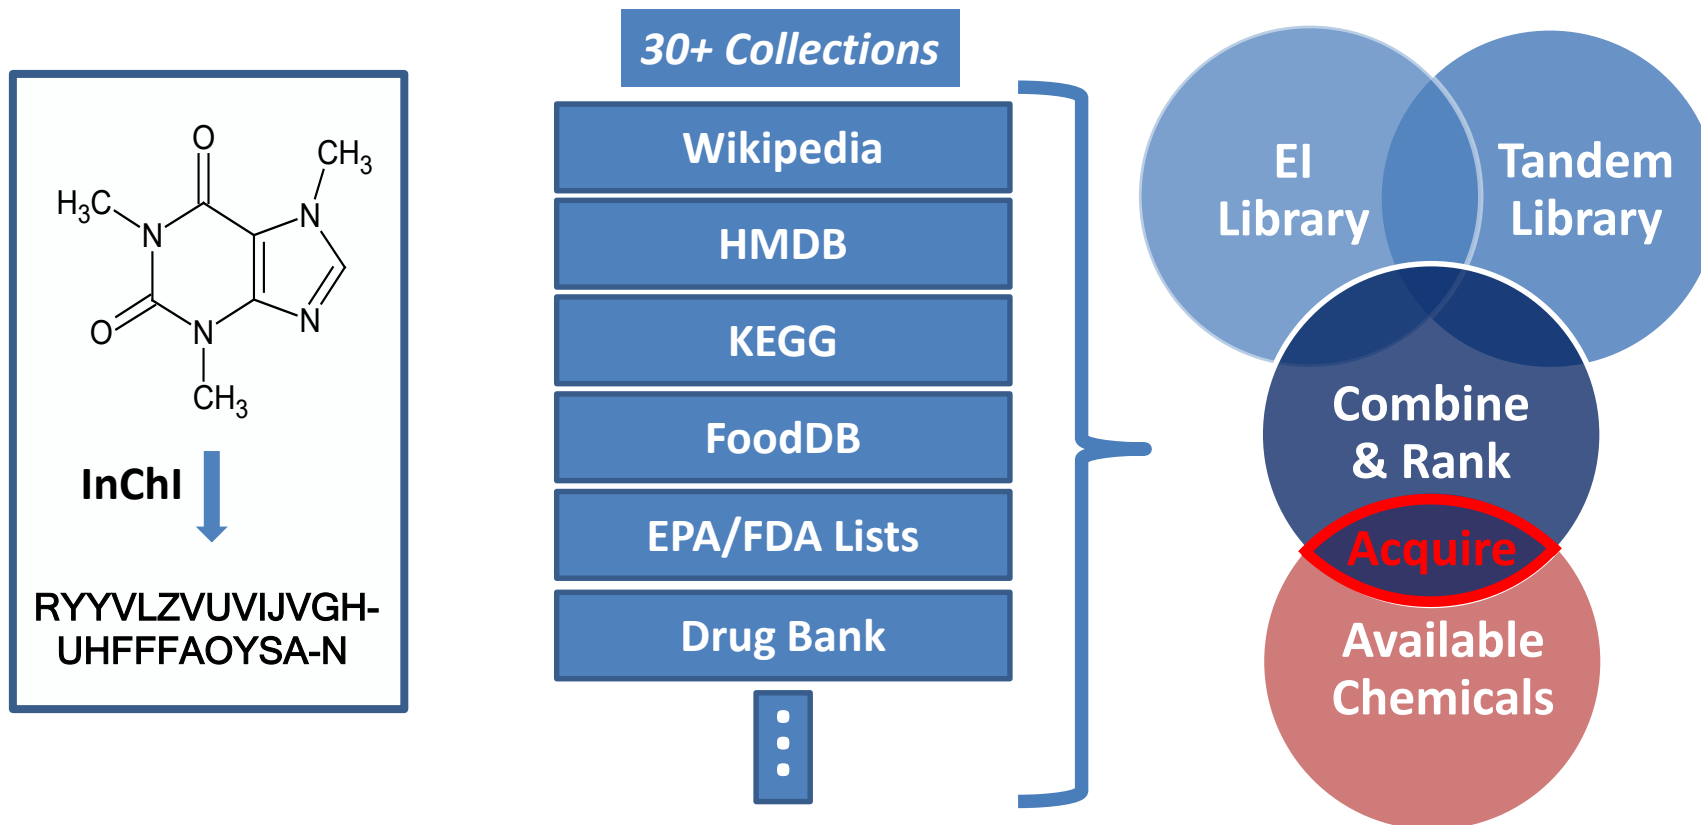 O
CH₃
H₃C
N
N
O
N
N
CH₃
InChI
RYYVLZVUVIJVGH-
UHFFFAOYSA-N
30+ Collections
Wikipedia
HMDB
KEGG
FoodDB
EPA/FDA Lists
Drug Bank
EI
Library
Tandem
Library
Combine
& Rank
Acquire
Available
Chemicals